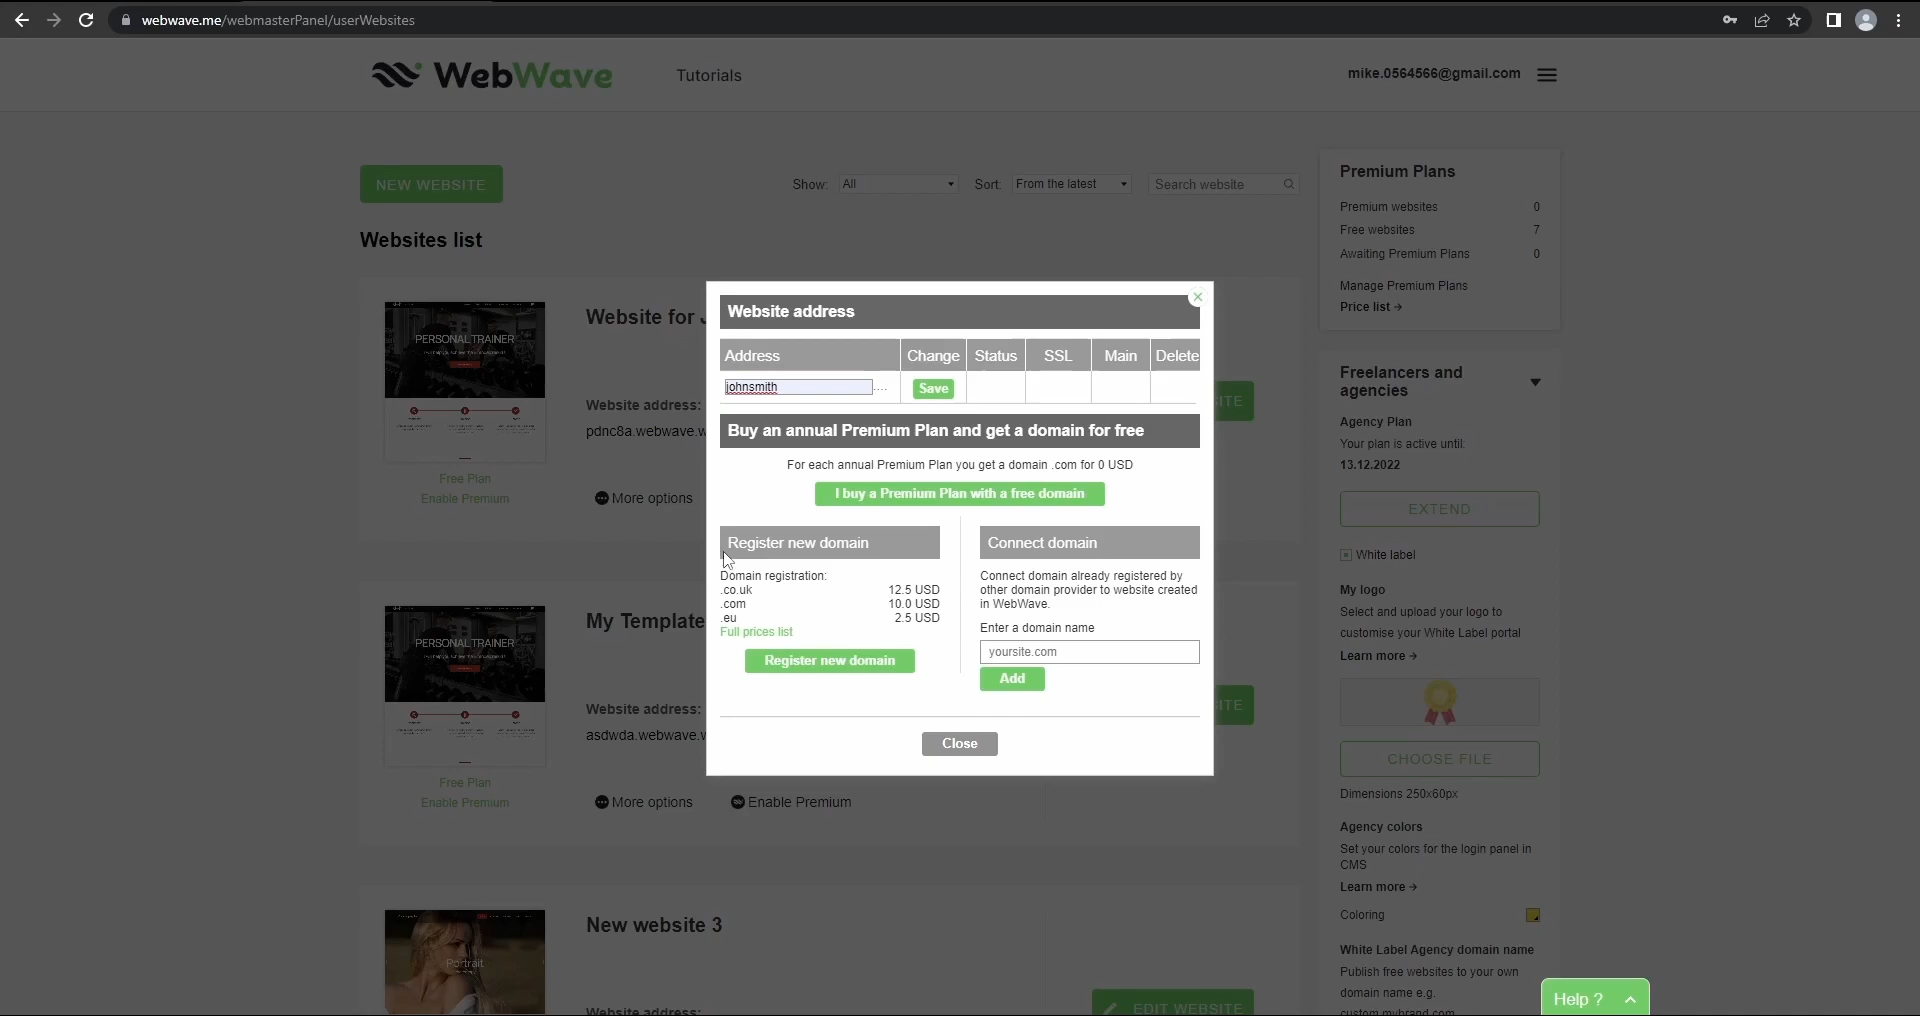 webwave.me/webmasterPanel/userWebsites
WebWave
Tutorials
mike.0564566@gmail.com
NEW WEBSITE
Show: All
Sort: From the latest
Search website
Websites list
PERSONAL TRAINER
Free Plan
Enable Premium
Website for
Website address:
pdnc8a.webwave.w
More options
ITE
PERSONAL TRAINER
Free Plan
Enable Premium
My Template
Website address:
asdwda.webwave.w
More options
Enable Premium
ITE
Portrait
New website 3
Website address:
EDIT WEBSITE
Website address
Address Change Status SSL Main Delete
johnsmith .... Save
Buy an annual Premium Plan and get a domain for free
For each annual Premium Plan you get a domain .com for 0 USD
I buy a Premium Plan with a free domain
Register new domain
Domain registration:
.co.uk 12.5 USD
.com 10.0 USD
.eu 2.5 USD
Full prices list
Register new domain
Connect domain
Connect domain already registered by
other domain provider to website created
in WebWave.
Enter a domain name
yoursite.com
Add
Close
Premium Plans
Premium websites 0
Free websites 7
Awaiting Premium Plans 0
Manage Premium Plans
Price list →
Freelancers and
agencies
Agency Plan
Your plan is active until:
13.12.2022
EXTEND
White label
My logo
Select and upload your logo to
customise your White Label portal
Learn more →
CHOOSE FILE
Dimensions 250x60px
Agency colors
Set your colors for the login panel in
CMS
Learn more →
Coloring
White Label Agency domain name
Publish free websites to your own
domain name e.g.
custom.mybrand.com
Help ?